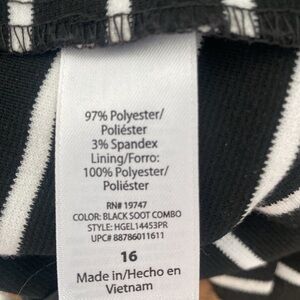 97% Polyester/
Poliéster
3% Spandex
Lining/Forro:
100% Polyester/
Poliéster
RN# 19747
COLOR: BLACK SOOT COMBO
STYLE: HGEL14453PR
UPC# 88786011611
16
Made in/Hecho en
Vietnam